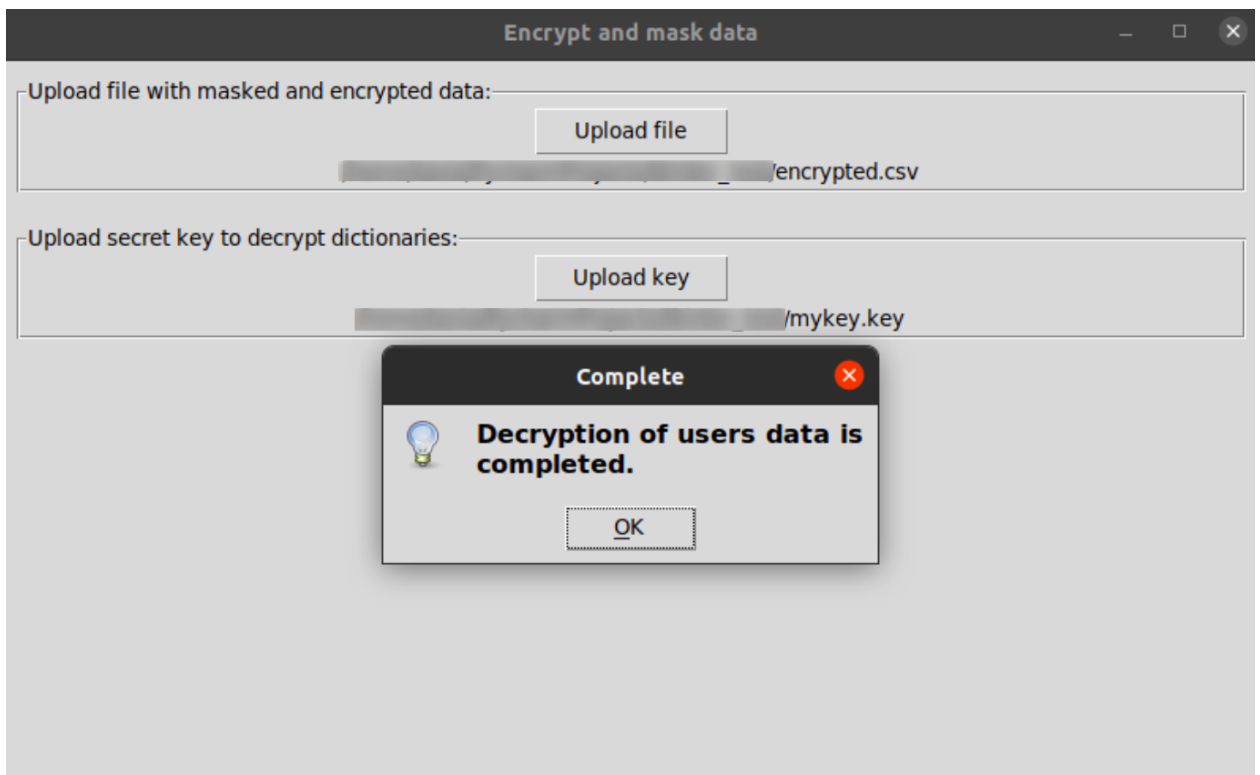 Encrypt and mask data
Upload file with masked and encrypted data:
Upload file
/encrypted.csv
Upload secret key to decrypt dictionaries:
Upload key
/mykey.key
Complete
Decryption of users data is
completed.
OK